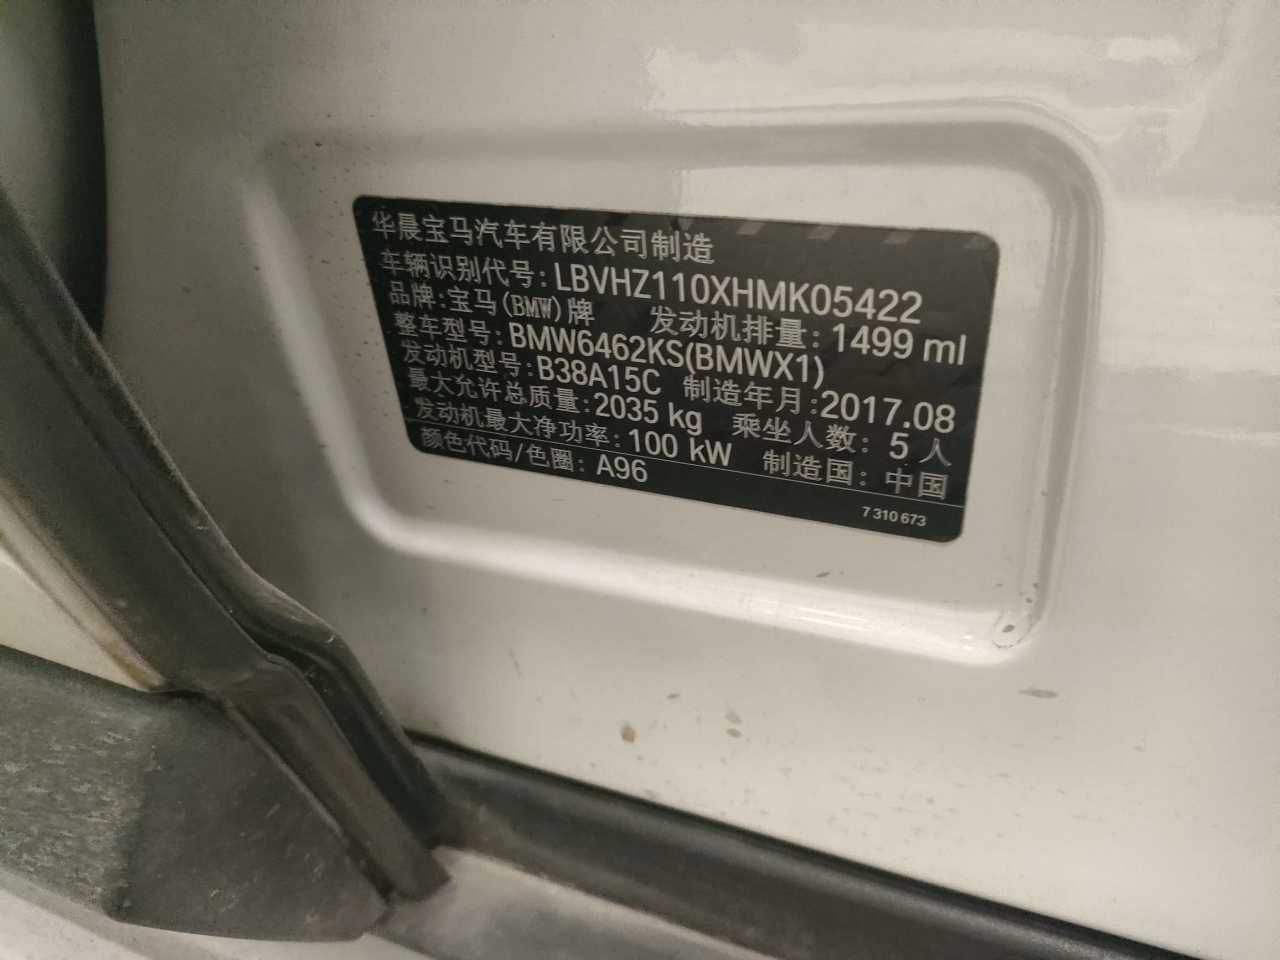 华晨宝马汽车有限公司制造
车辆识别代号: LBVHZ110XHMK05422
品牌: 宝马(BMW)牌 发动机排量: 1499 ml
整车型号: BMW6462KS(BMWX1)
发动机型号: B38A15C 制造年月: 2017.08
最大允许总质量: 2035 kg 乘坐人数: 5 人
发动机最大净功率: 100 kW 制造国: 中国
颜色代码/色圈: A96
7 310 673